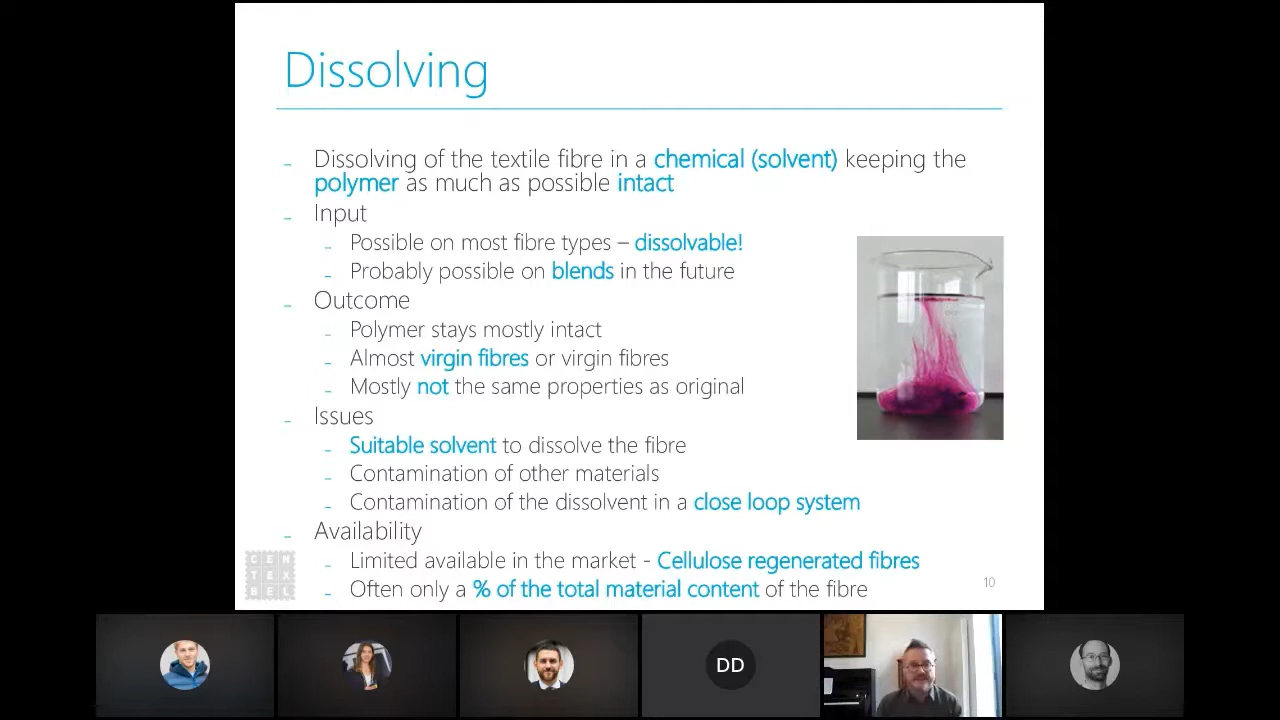 Dissolving
- Dissolving of the textile fibre in a chemical (solvent) keeping the
polymer as much as possible intact
- Input
- Possible on most fibre types – dissolvable!
- Probably possible on blends in the future
- Outcome
- Polymer stays mostly intact
- Almost virgin fibres or virgin fibres
- Mostly not the same properties as original
- Issues
- Suitable solvent to dissolve the fibre
- Contamination of other materials
- Contamination of the dissolvent in a close loop system
- Availability
- Limited available in the market - Cellulose regenerated fibres
- Often only a % of the total material content of the fibre
CEN
TEX
BEL
10
DD